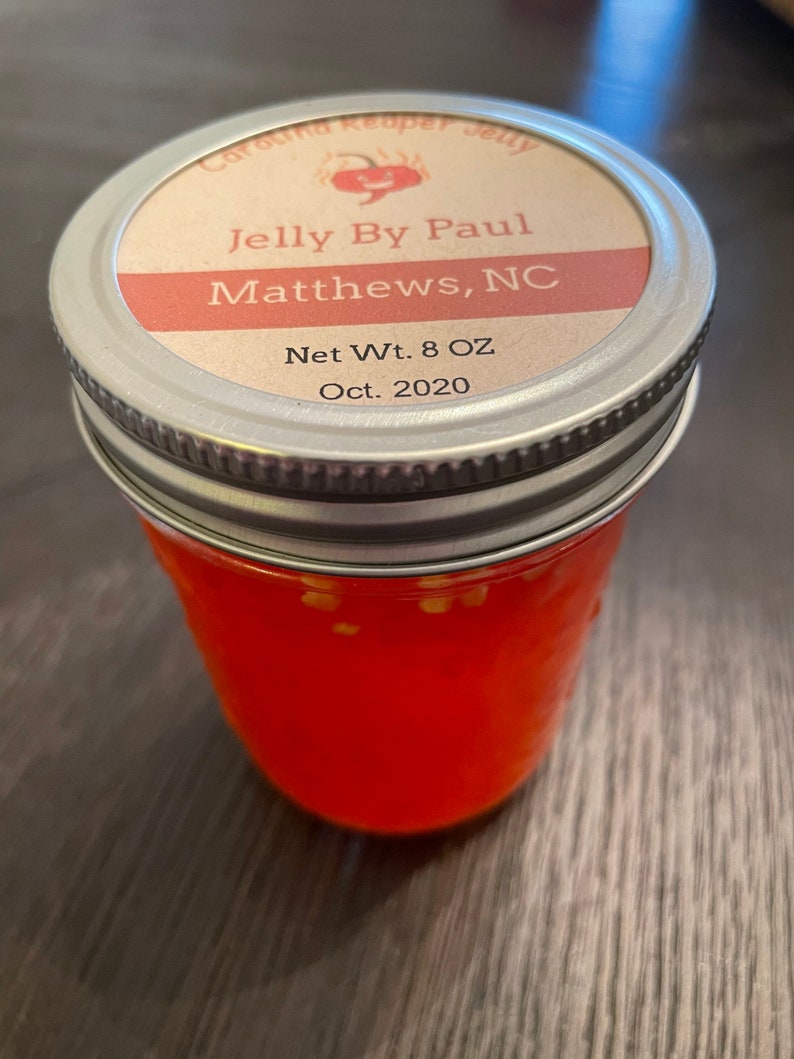 Carolina Reaper Jelly
Jelly By Paul
Matthews, NC
Net Wt. 8 OZ
Oct. 2020